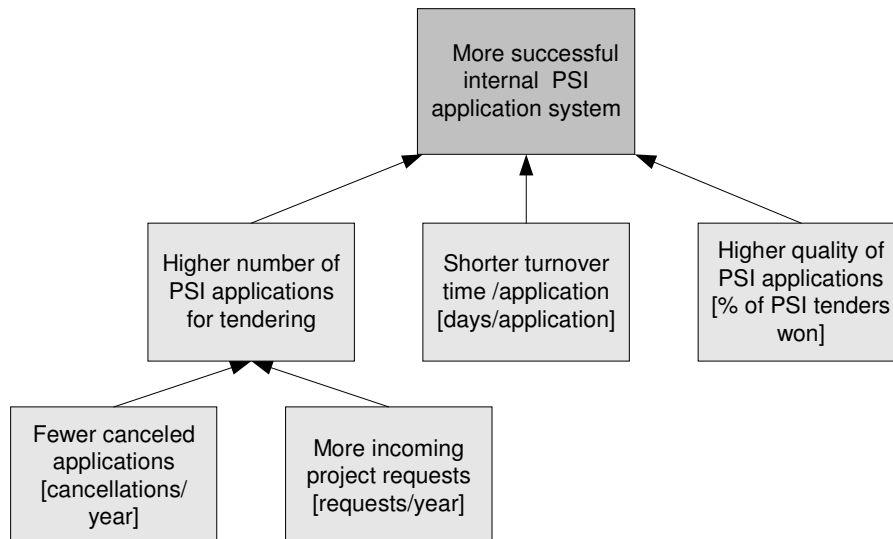 More successful
internal PSI
application system
Higher number of
PSI applications
for tendering
Shorter turnover
time /application
[days/application]
Higher quality of
PSI applications
[% of PSI tenders
won]
Fewer canceled
applications
[cancellations/
year]
More incoming
project requests
[requests/year]